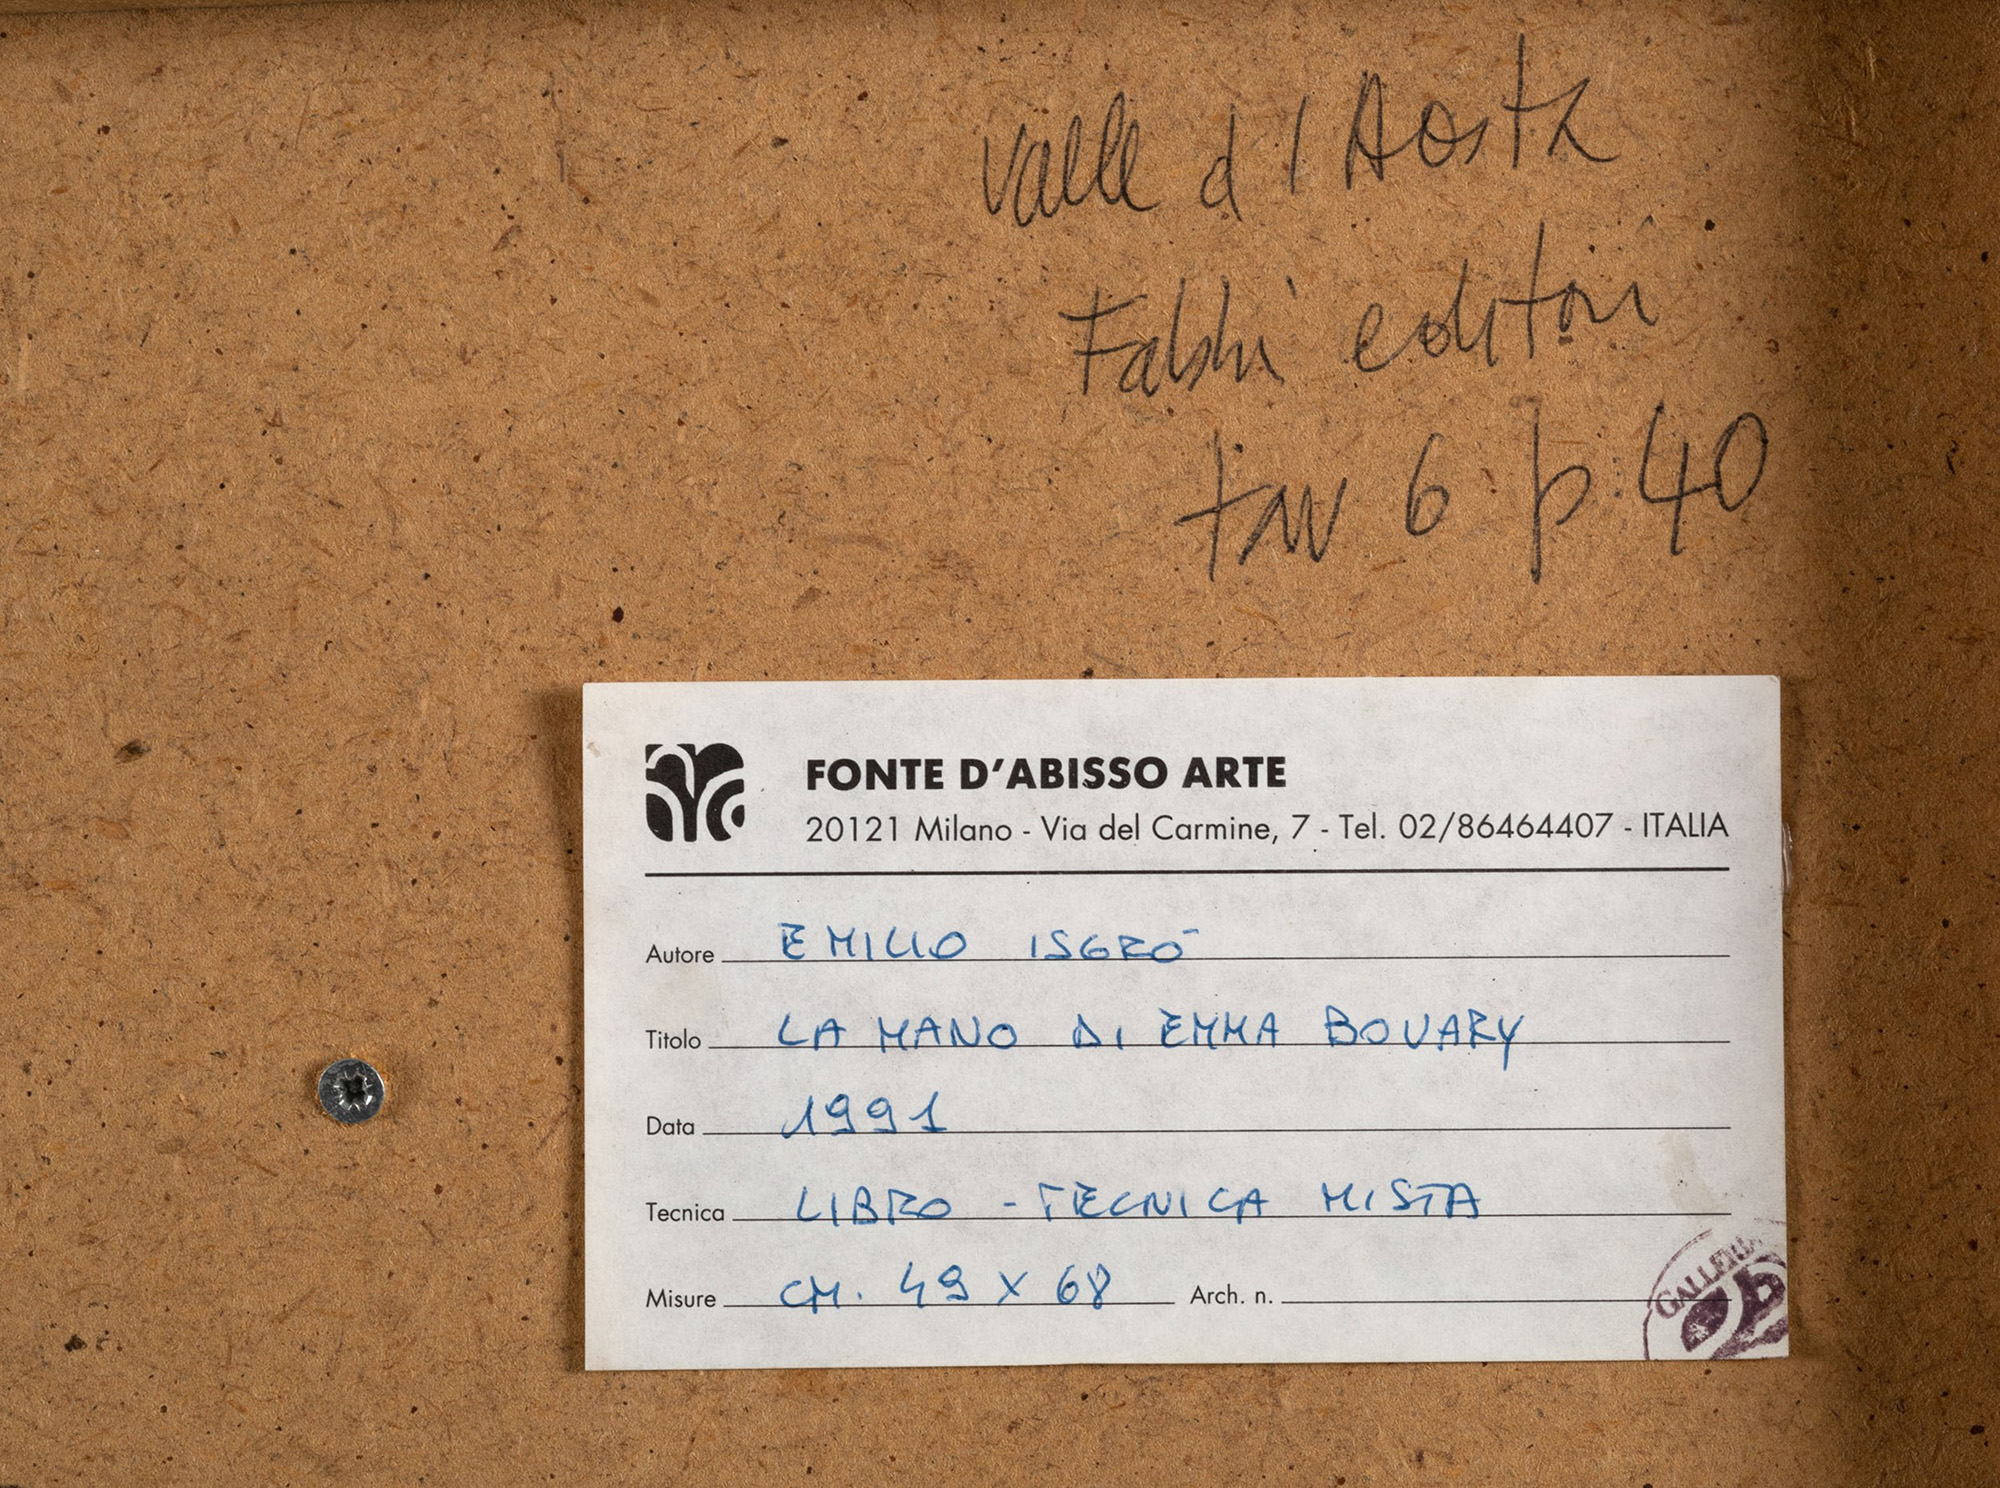 Valle d'Aosta
Fabbri editori
tav 6 p. 40
FONTE D'ABISSO ARTE
20121 Milano - Via del Carmine, 7 - Tel. 02/86464407 - ITALIA
Autore EMILIO ISGRÒ
Titolo LA MANO DI EMMA BOVARY
Data 1991
Tecnica LIBRO - TECNICA MISTA
Misure CM. 49 X 68 Arch. n.
GALLERIA